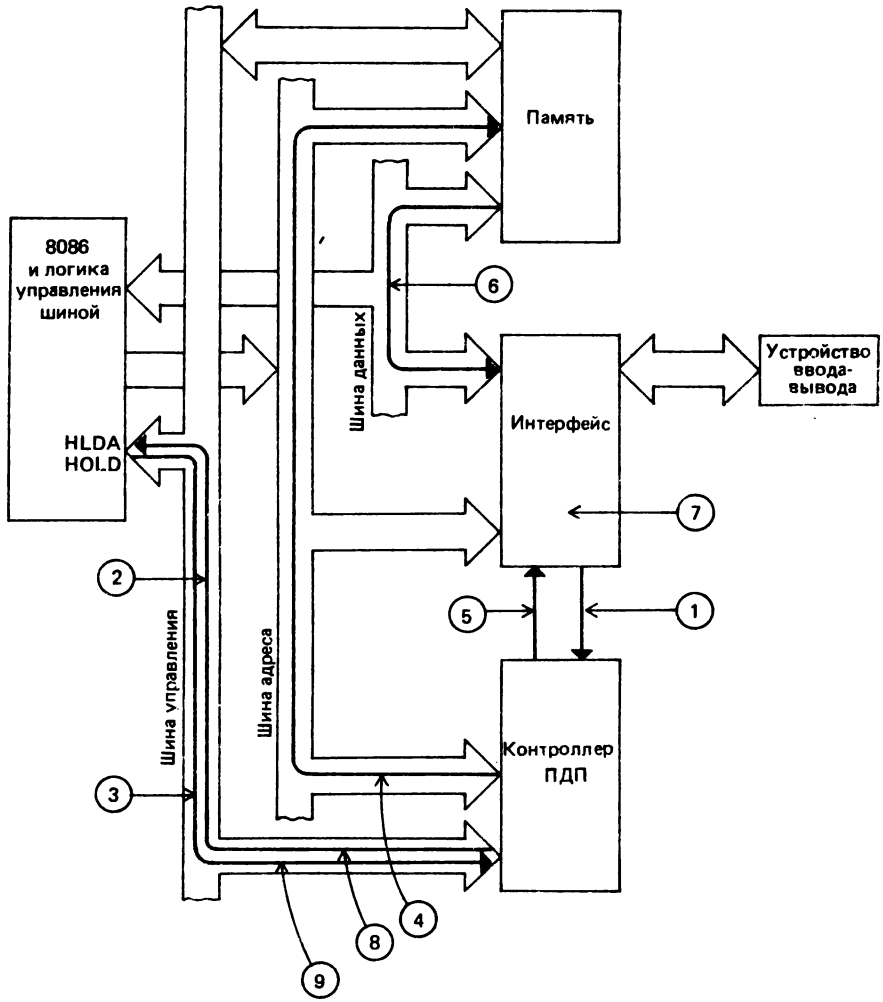 Память
8086
и логика
управления
шиной
6
Шина данных
Устройство
ввода-
вывода
Интерфейс
HLDA
HOLD
7
2
5
1
Шина управления
Шина адреса
Контроллер
ПДП
3
4
8
9